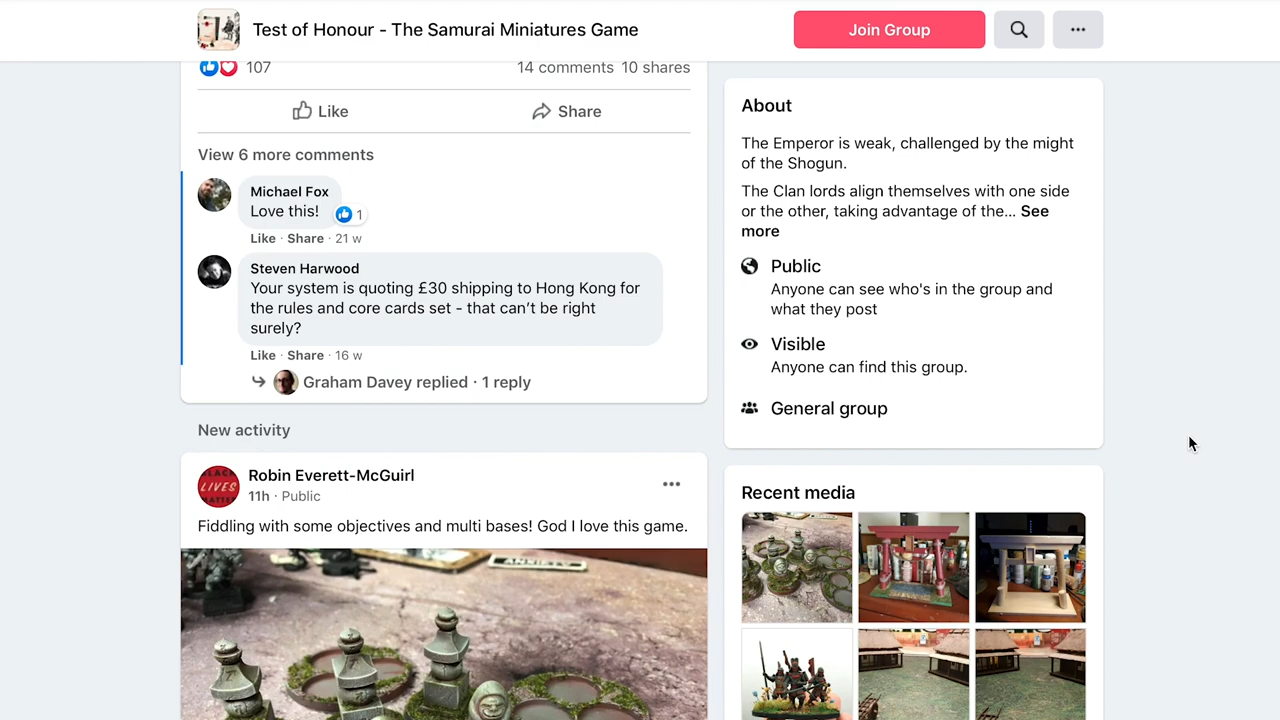 Test of Honour - The Samurai Miniatures Game
Join Group
107
14 comments 10 shares
Like
Share
View 6 more comments
Michael Fox
Love this!
1
Like · Share · 21 w
Steven Harwood
Your system is quoting £30 shipping to Hong Kong for
the rules and core cards set - that can’t be right
surely?
Like · Share · 16 w
Graham Davey replied · 1 reply
New activity
BLACK
LIVES
MATTER
Robin Everett-McGuirl
11h · Public
Fiddling with some objectives and multi bases! God I love this game.
ANXIETY
About
The Emperor is weak, challenged by the might
of the Shogun.
The Clan lords align themselves with one side
or the other, taking advantage of the... See
more
Public
Anyone can see who's in the group and
what they post
Visible
Anyone can find this group.
General group
Recent media